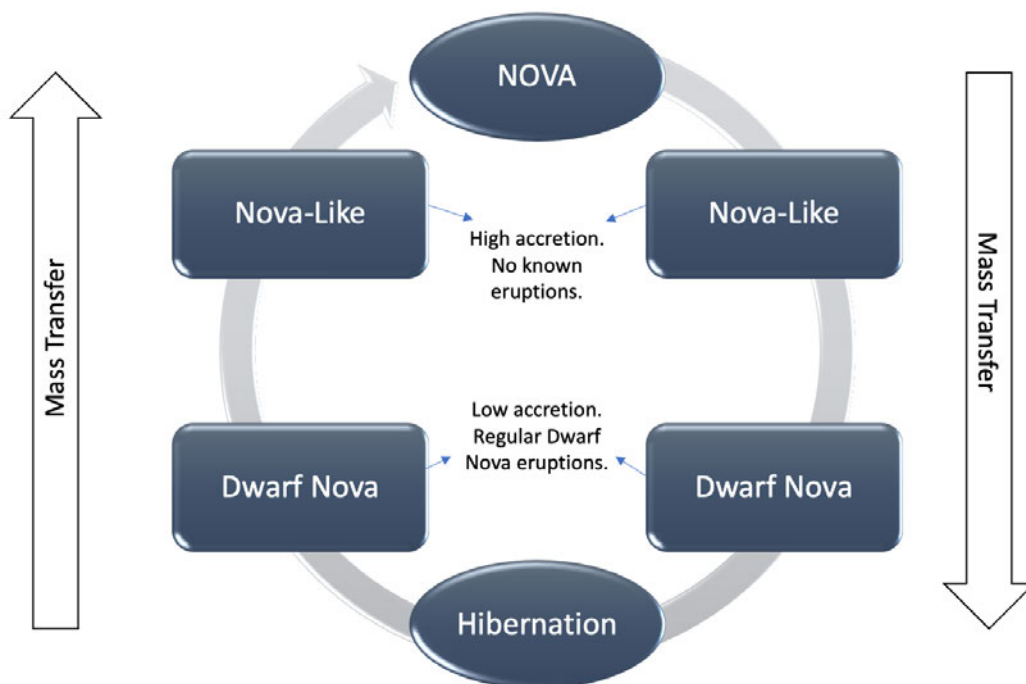 NOVA
Nova-Like
Nova-Like
High accretion.
No known
eruptions.
Mass Transfer
Mass Transfer
Low accretion.
Regular Dwarf
Nova eruptions.
Dwarf Nova
Dwarf Nova
Hibernation